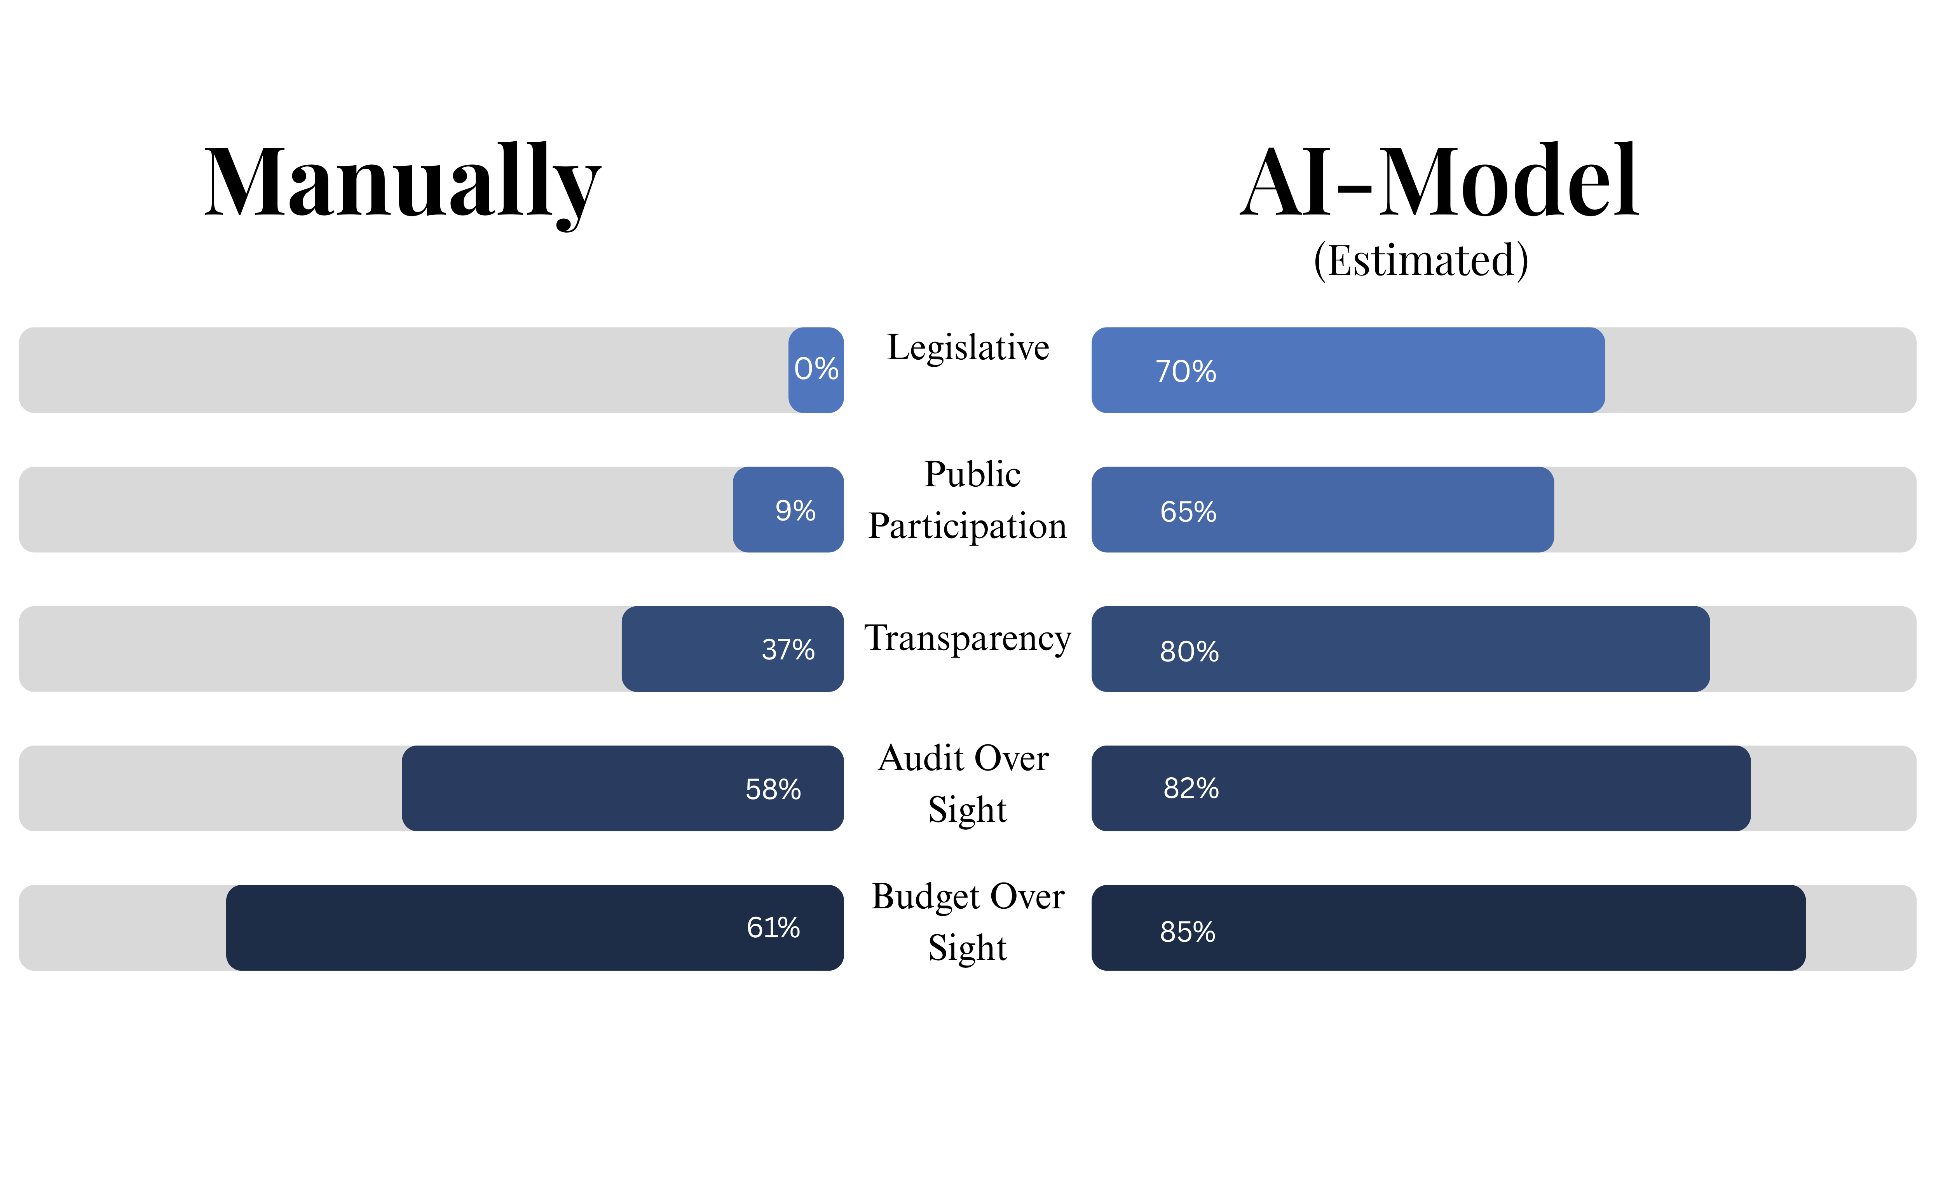 Manually
AI-Model
(Estimated)
0%
Legislative
70%
9%
Public
Participation
65%
37%
Transparency
80%
58%
Audit Over
Sight
82%
61%
Budget Over
Sight
85%